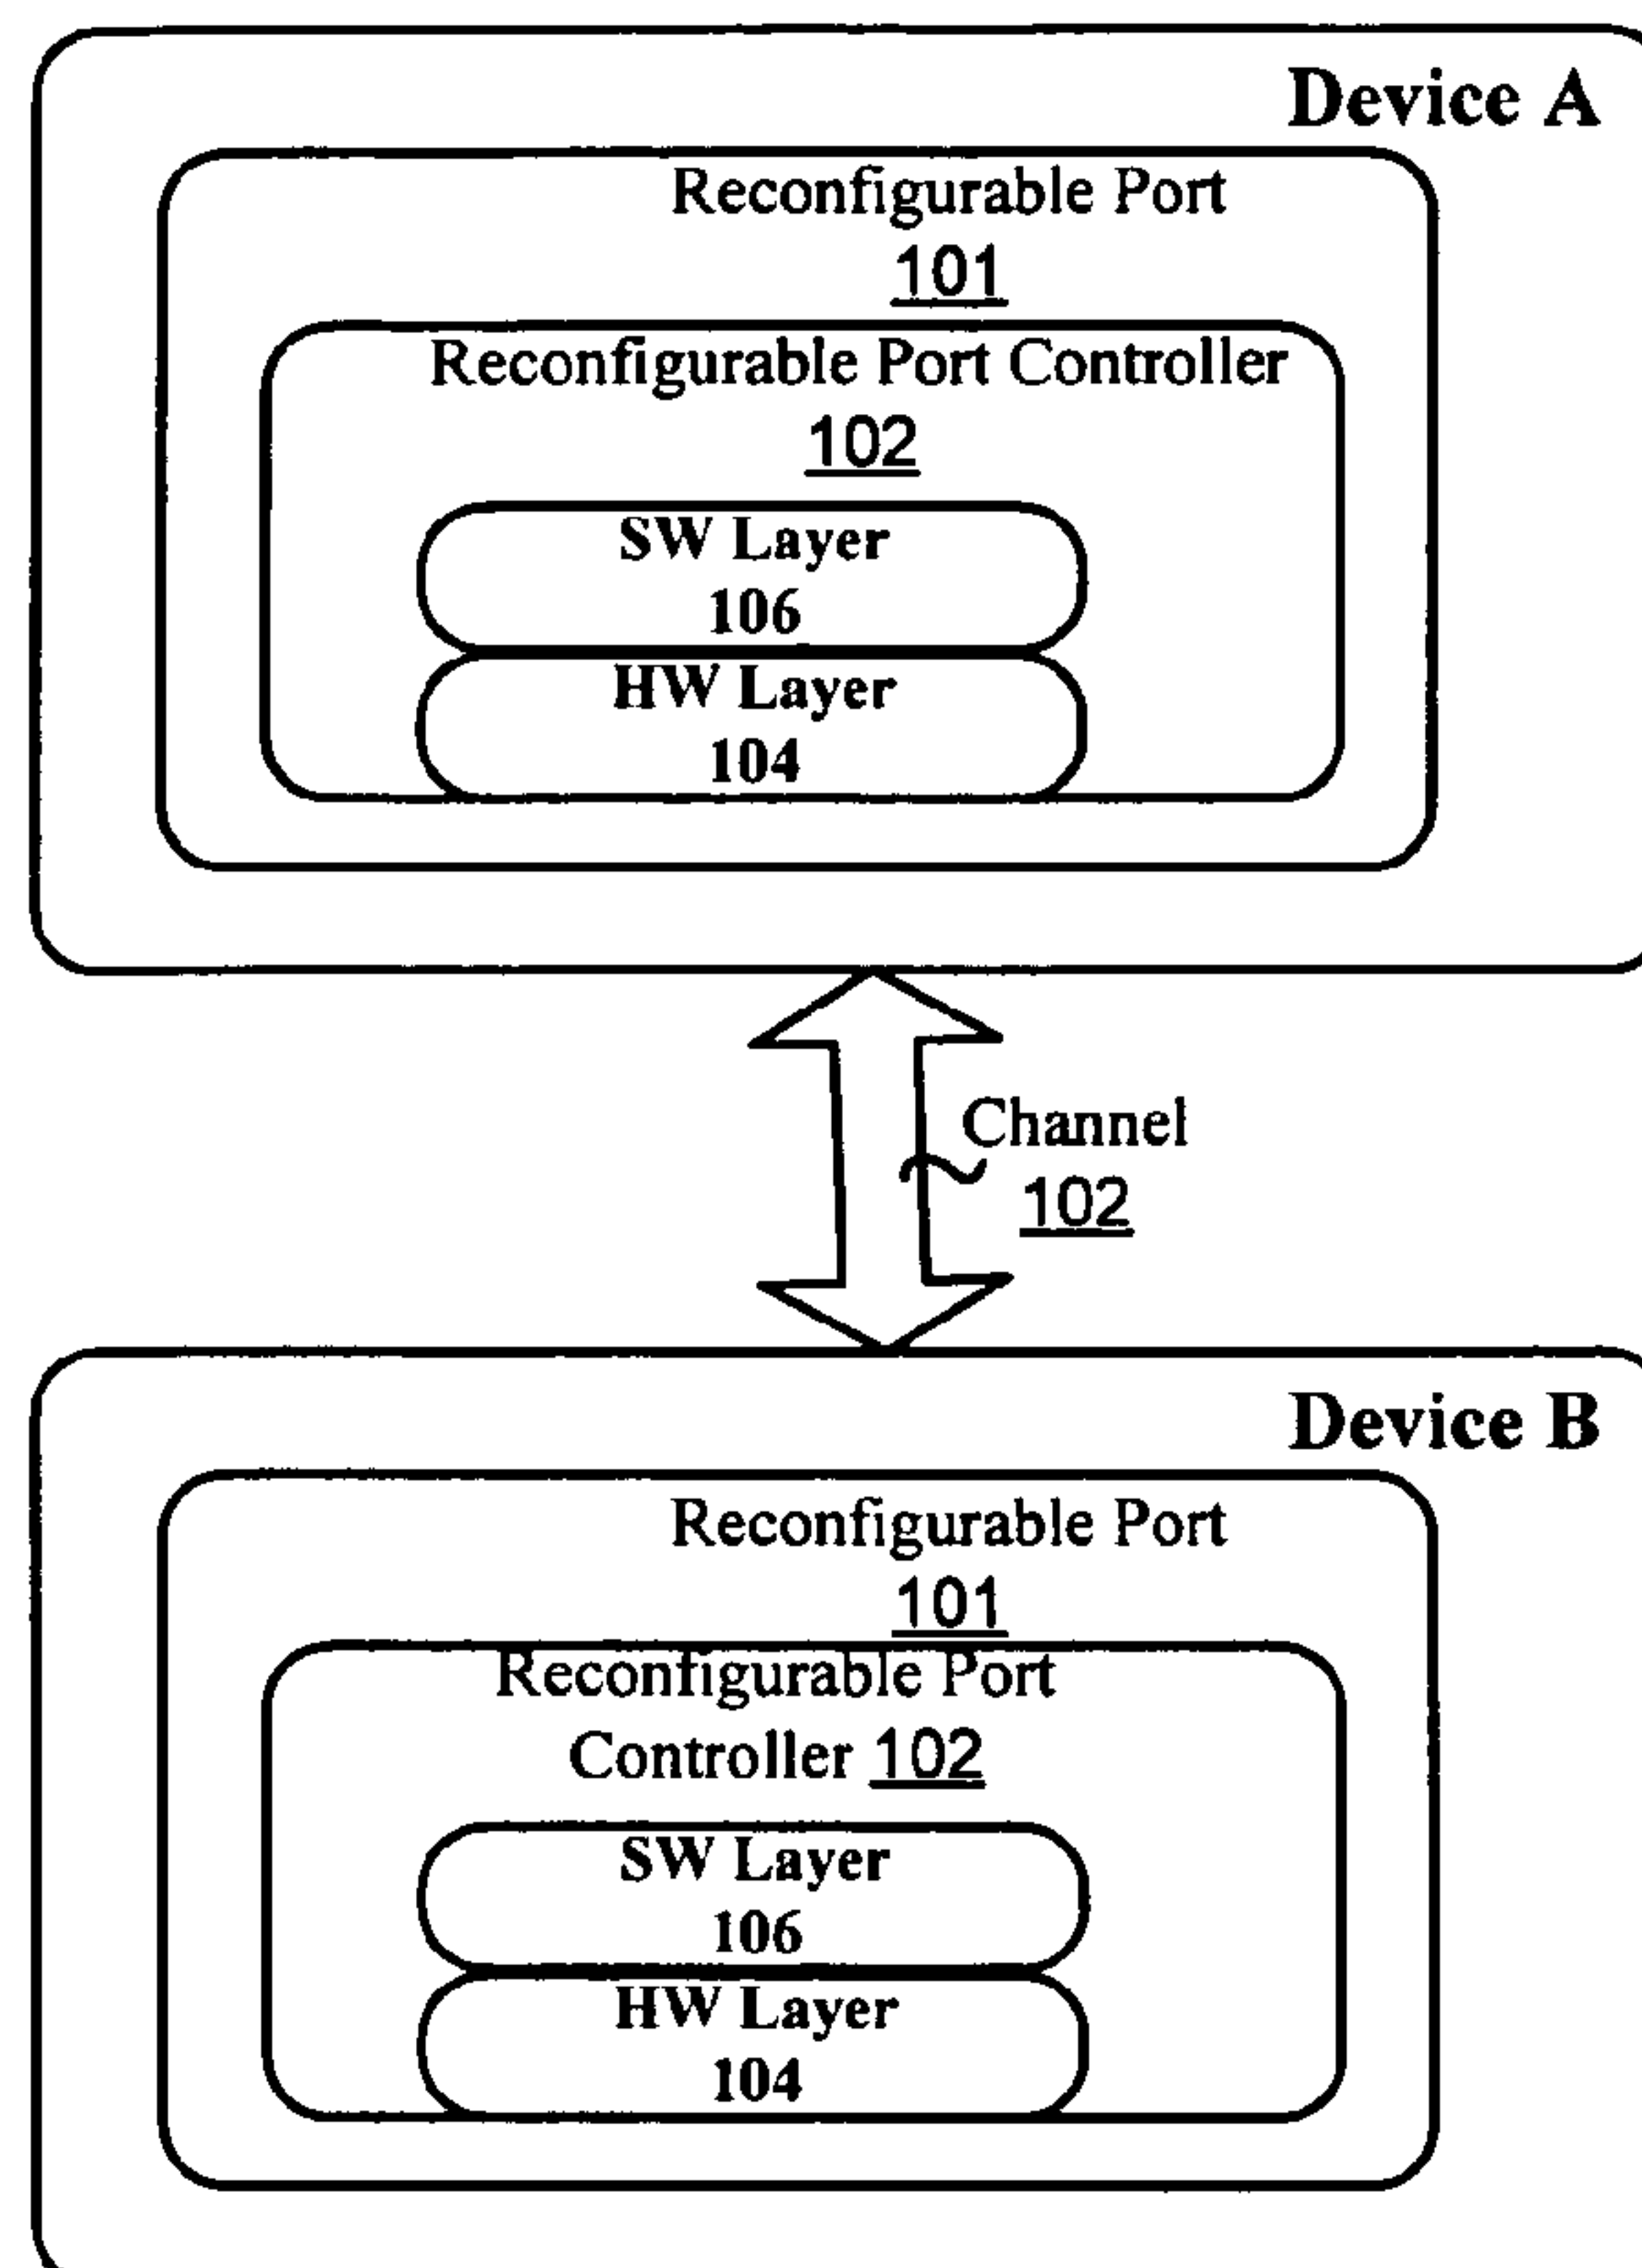 Device A
Reconfigurable Port
101
Reconfigurable Port Controller
102
SW Layer
106
HW Layer
104
Channel
102
Device B
Reconfigurable Port
101
Reconfigurable Port
Controller 102
SW Layer
106
HW Layer
104